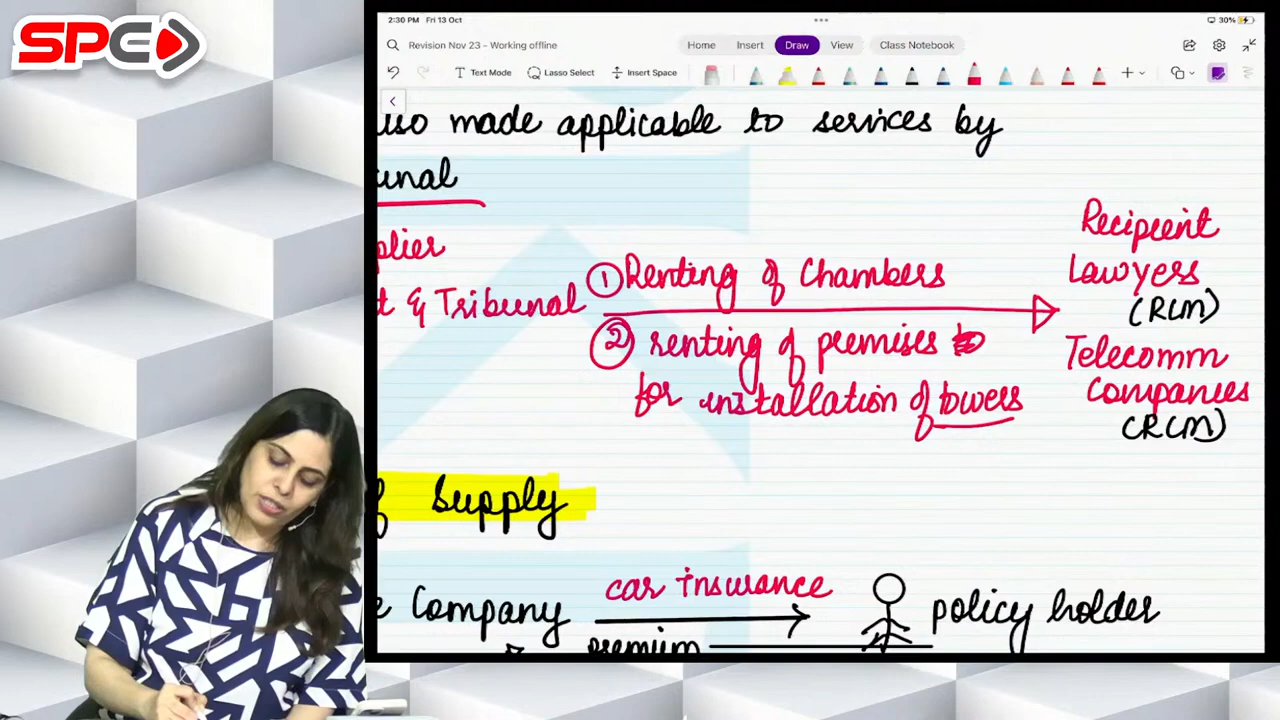 SPED
2:30 PM Fri 13 Oct
30%
Revision Nov 23 – Working offline
Home Insert Draw View Class Notebook
Text Mode Lasso Select Insert Space
uso made applicable to services by
unal
plier
Recipient
① Renting of Chambers
Lawyers
t & Tribunal
(RCM)
② renting of premises to
Telecomm
for installation of towers
Companies
(RCM)
f Supply
car insurance
e Company
policy holder
premium